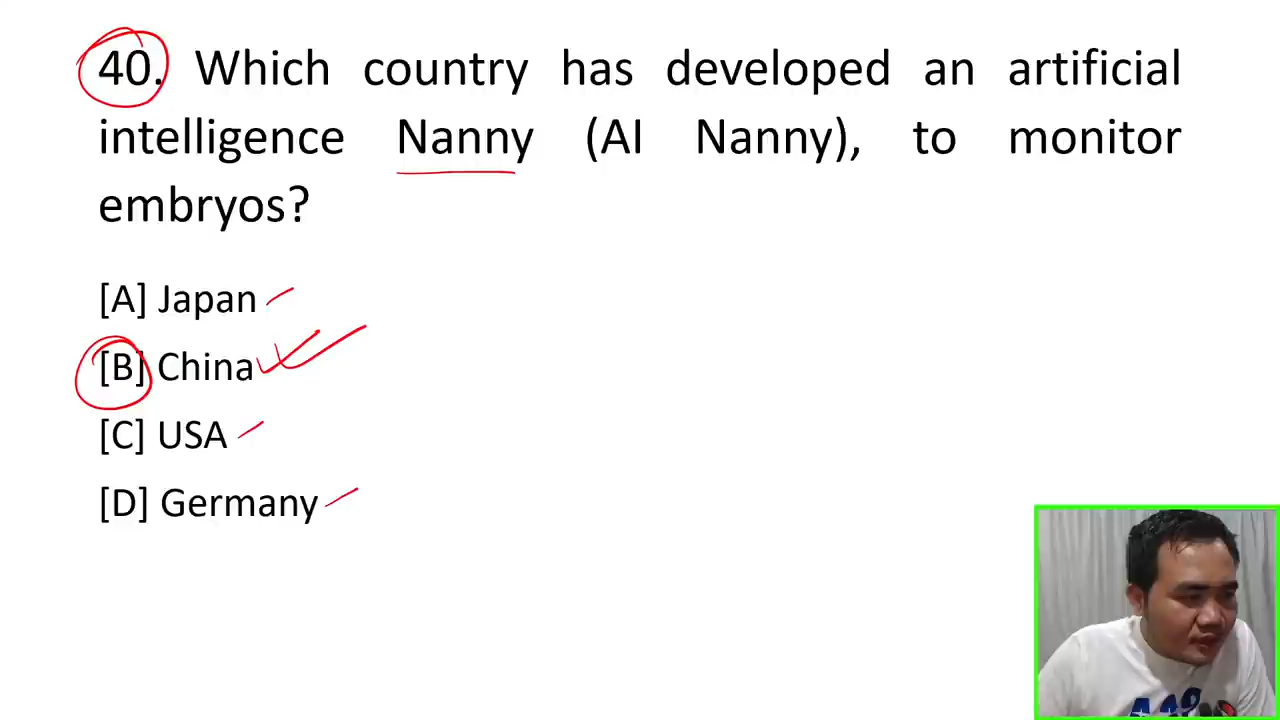 40. Which country has developed an artificial
intelligence Nanny (AI Nanny), to monitor
embryos?
[A] Japan
[B] China
[C] USA
[D] Germany